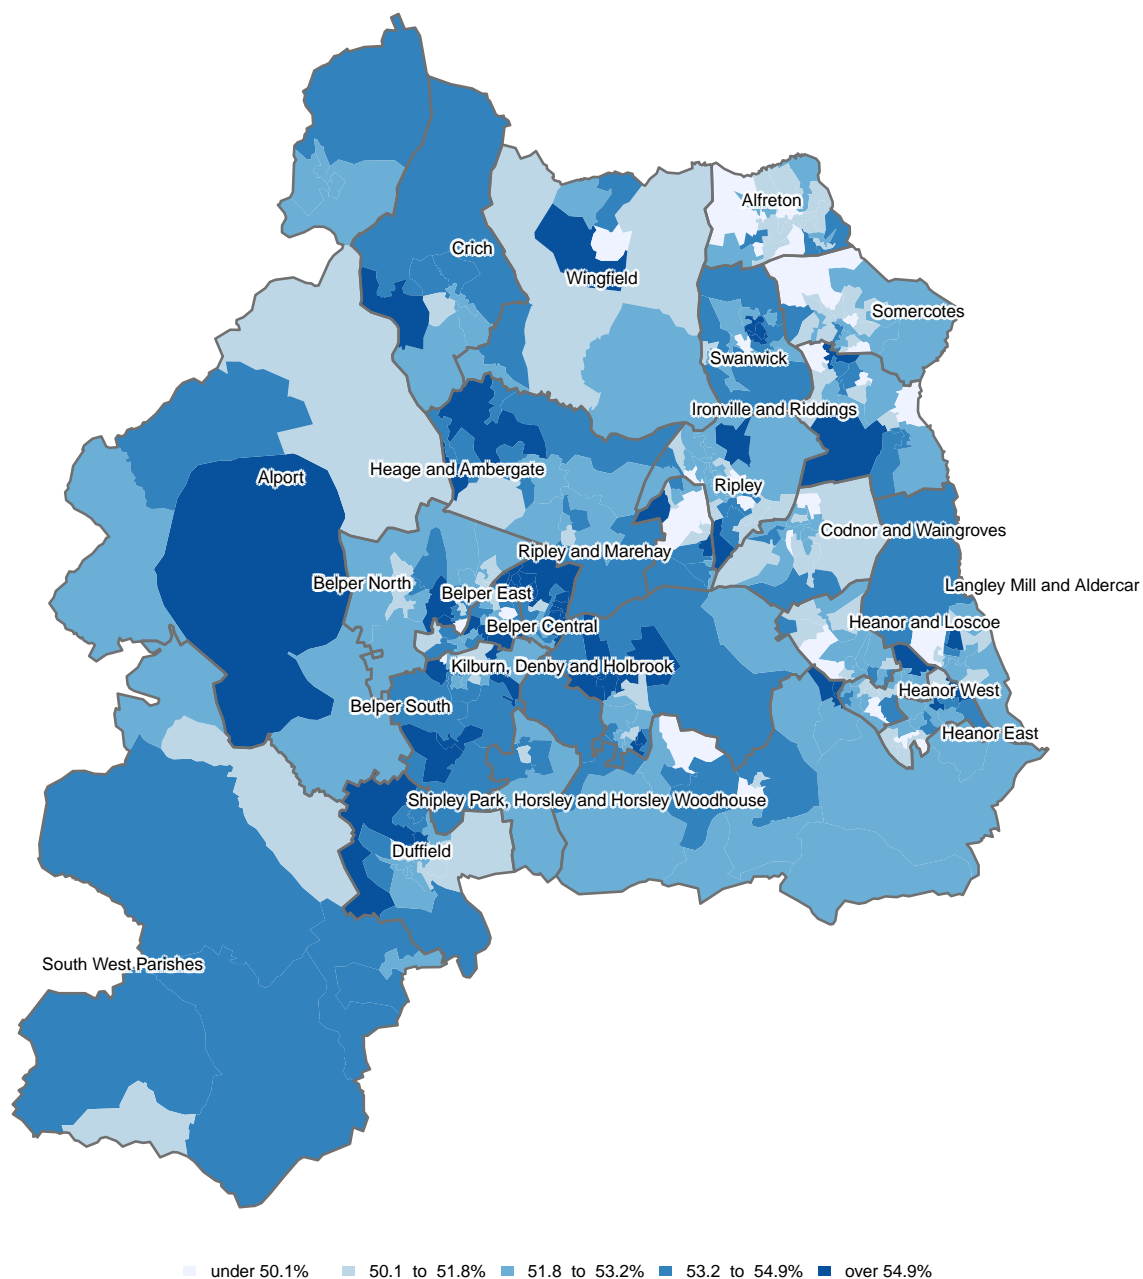 Alfreton
Crich
Wingfield
Somercotes
Swanwick
Ironville and Riddings
Heage and Ambergate
Alport
Ripley
Codnor and Waingroves
Ripley and Marehay
Belper North
Langley Mill and Aldercar
Belper East
Heanor and Loscoe
Belper Central
Kilburn, Denby and Holbrook
Heanor West
Belper South
Heanor East
Shipley Park, Horsley and Horsley Woodhouse
Duffield
South West Parishes
under 50.1% 50.1 to 51.8% 51.8 to 53.2% 53.2 to 54.9% over 54.9%